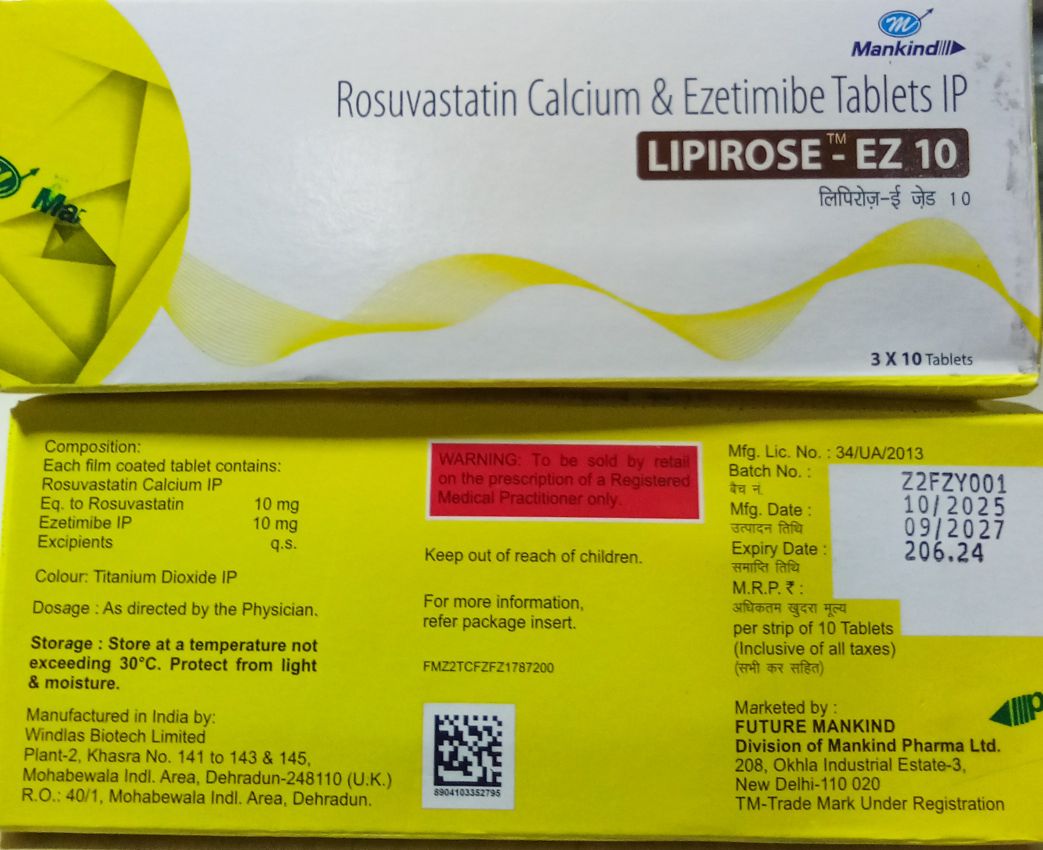 Mankind
Rosuvastatin Calcium & Ezetimibe Tablets IP
LIPIROSE™ - EZ 10
लिपिरोज़-ई जे़ड 10
3 X 10 Tablets
Composition:
Each film coated tablet contains:
Rosuvastatin Calcium IP
Eq. to Rosuvastatin 10 mg
Ezetimibe IP 10 mg
Excipients q.s.
Colour: Titanium Dioxide IP
Dosage : As directed by the Physician.
Storage : Store at a temperature not
exceeding 30°C. Protect from light
& moisture.
Manufactured in India by:
Windlas Biotech Limited
Plant-2, Khasra No. 141 to 143 & 145,
Mohabewala Indl. Area, Dehradun-248110 (U.K.)
R.O.: 40/1, Mohabewala Indl. Area, Dehradun.
WARNING: To be sold by retail
on the prescription of a Registered
Medical Practitioner only.
Keep out of reach of children.
For more information,
refer package insert.
FMZ2TCFZFZ1787200
8904103352795
Mfg. Lic. No. : 34/UA/2013
Batch No. : Z2FZY001
बैच नं.
Mfg. Date : 10/2025
उत्पादन तिथि
Expiry Date : 09/2027
समाप्ति तिथि
M.R.P. ₹ : 206.24
अधिकतम खुदरा मूल्य
per strip of 10 Tablets
(Inclusive of all taxes)
(सभी कर सहित)
Marketed by :
FUTURE MANKIND
Division of Mankind Pharma Ltd.
208, Okhla Industrial Estate-3,
New Delhi-110 020
TM-Trade Mark Under Registration